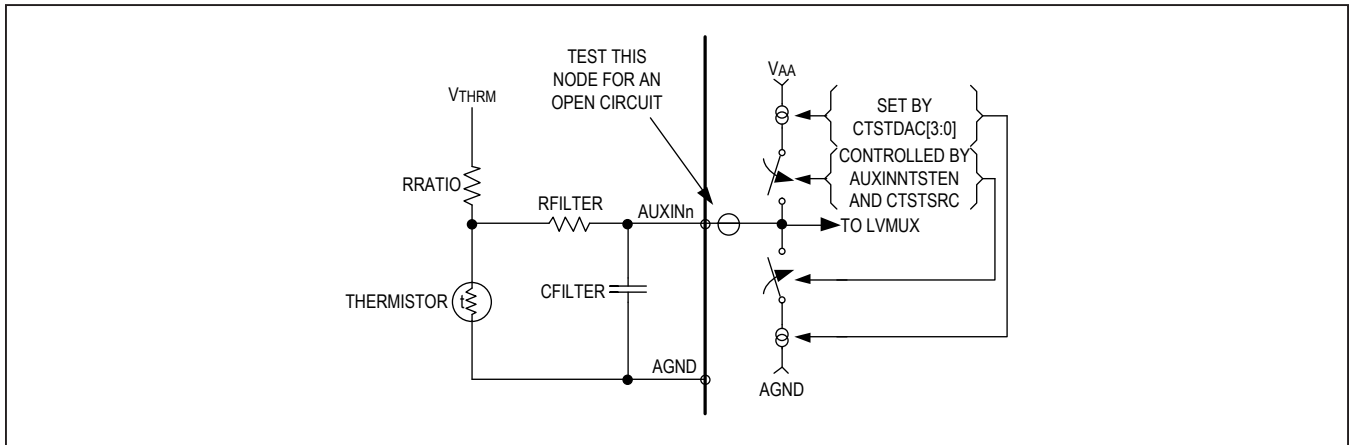 TEST THIS
NODE FOR AN
OPEN CIRCUIT
VTHRM
RRATIO
RFILTER
AUXINn
THERMISTOR
t
CFILTER
AGND
VAA
SET BY
CTSTDAC[3:0]
CONTROLLED BY
AUXINNTSTEN
AND CTSTSRC
TO LVMUX
AGND